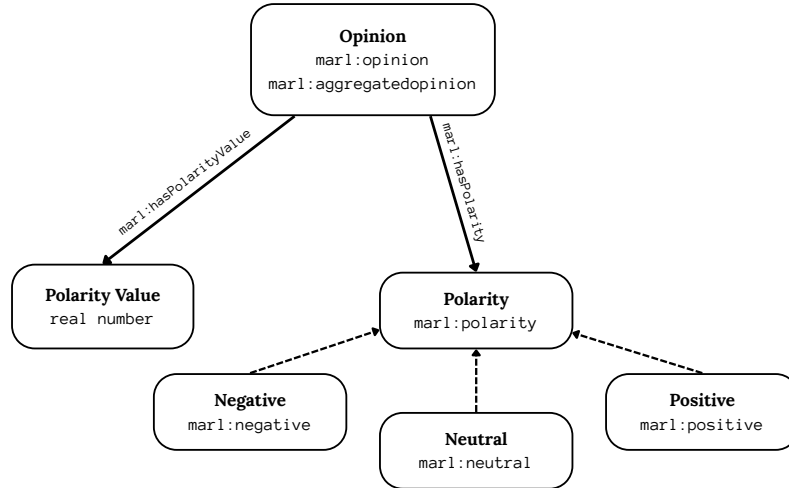 Opinion
marl:opinion
marl:aggregatedopinion
marl:hasPolarityValue
marl:hasPolarity
Polarity Value
real number
Polarity
marl:polarity
Negative
marl:negative
Neutral
marl:neutral
Positive
marl:positive